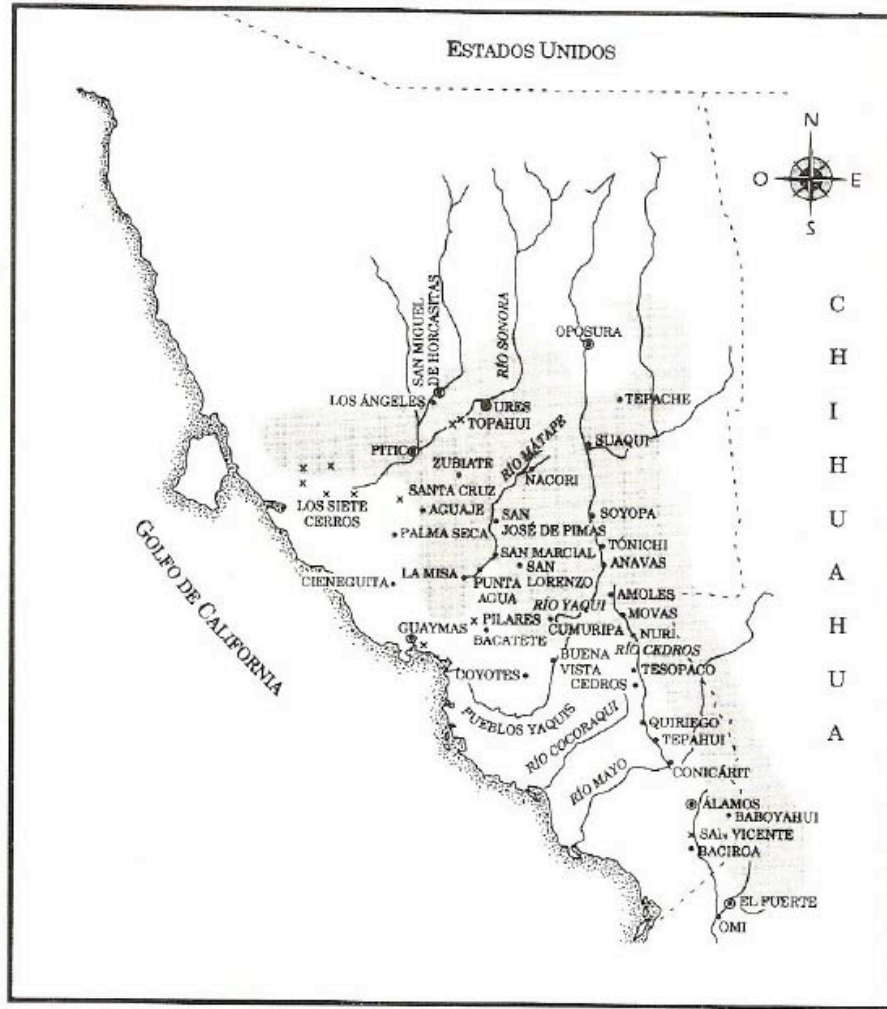 ESTADOS UNIDOS
N
O
E
S
CHIHUAHUA
SAN MIGUEL
DE HORCASITAS
RÍO SONORA
OPOSURA
LOS ÁNGELES
URES
TEPACHE
TOPAHUI
PITIC
SUAQUI
RÍO MÁTAPE
ZUBIATE
NACORI
SANTA CRUZ
LOS SIETE
CERROS
AGUAJE
SAN
JOSÉ DE PIMAS
SOYOPA
PALMA SECA
TÓNICHI
SAN MARCIAL
ANAVAS
CIENEGUITA
LA MISA
SAN
LORENZO
PUNTA
AGUA
AMOLES
RÍO YAQUI
MOVAS
PILARES
CUMURIPA
GUAYMAS
BACATETE
NURI
RÍO CEDROS
BUENA
VISTA
TESOPACO
COYOTES
CEDROS
PUEBLOS YAQUIS
RÍO COCORAQUI
QUIRIEGO
TEPAHUI
RÍO MAYO
CONICÁRIT
GOLFO DE CALIFORNIA
ÁLAMOS
BABOYAHUI
SAN VICENTE
BACIROA
EL FUERTE
OMI